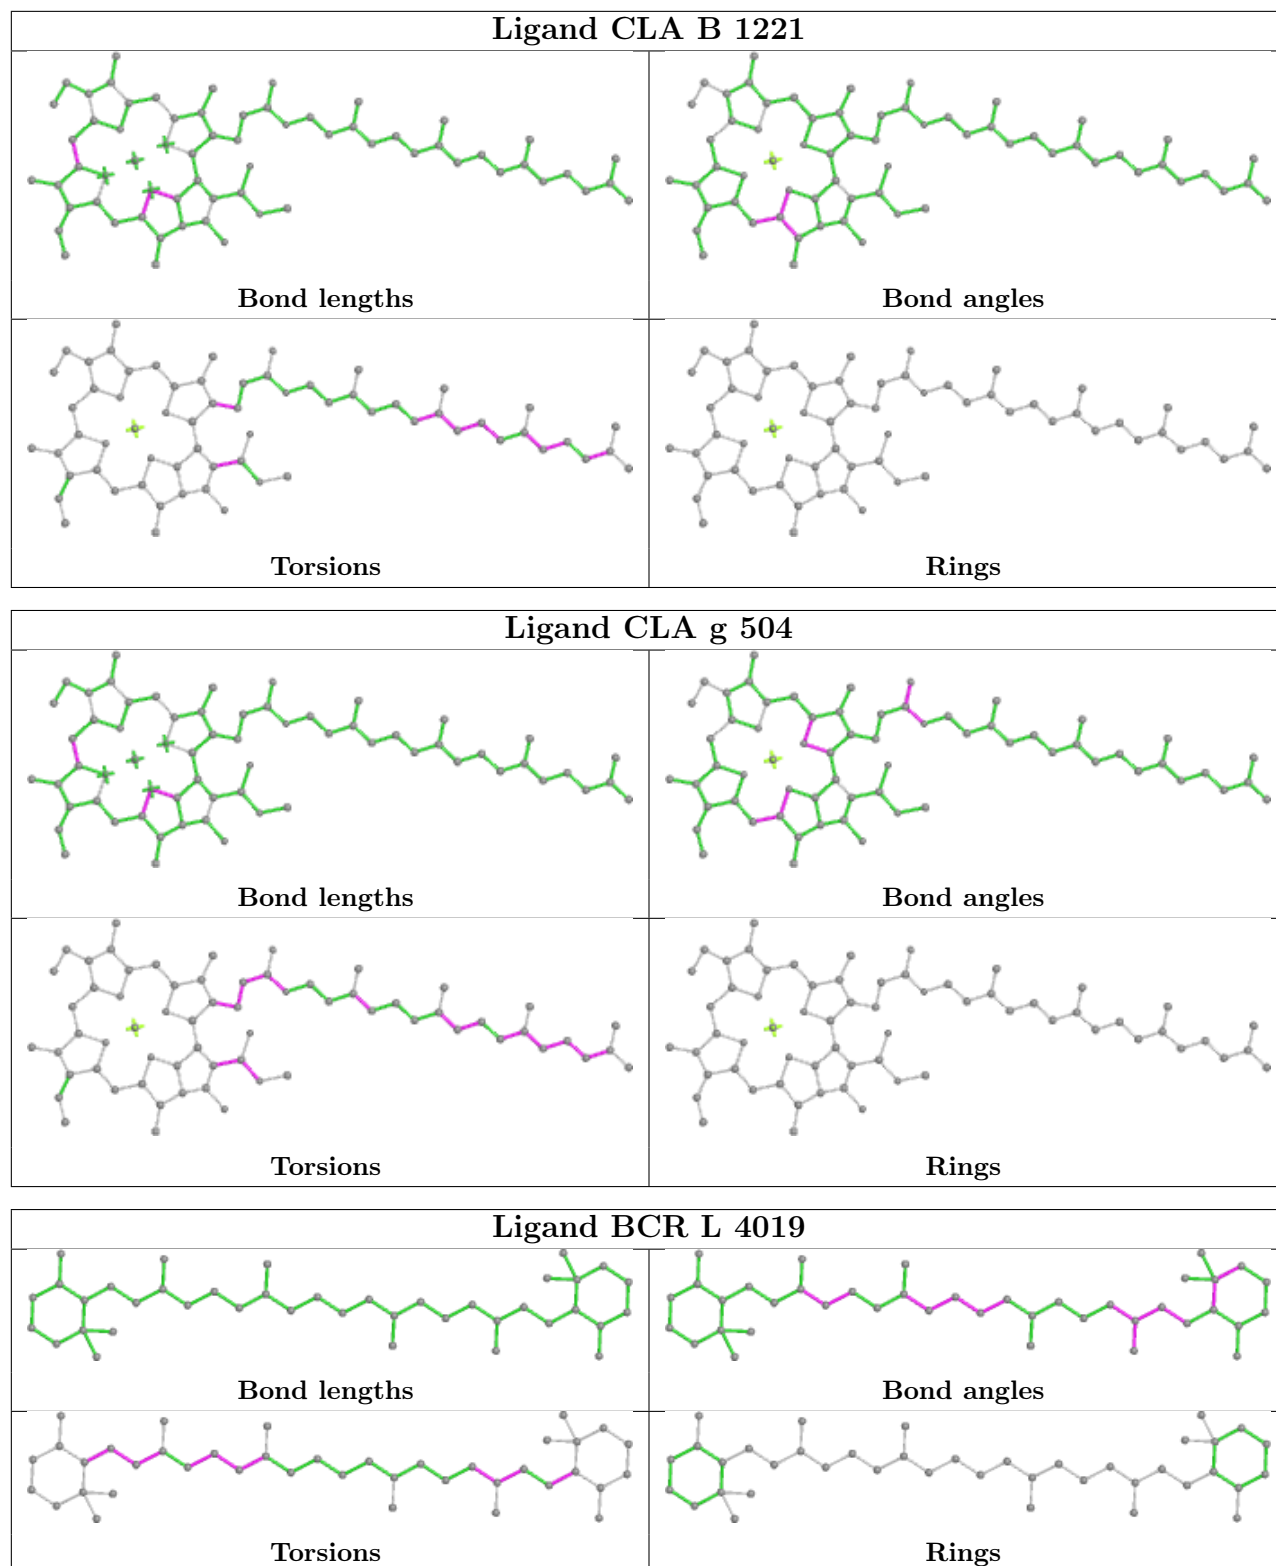 Ligand CLA B 1221
Bond lengths
Bond angles
Torsions
Rings
Ligand CLA g 504
Bond lengths
Bond angles
Torsions
Rings
Ligand BCR L 4019
Bond lengths
Bond angles
Torsions
Rings